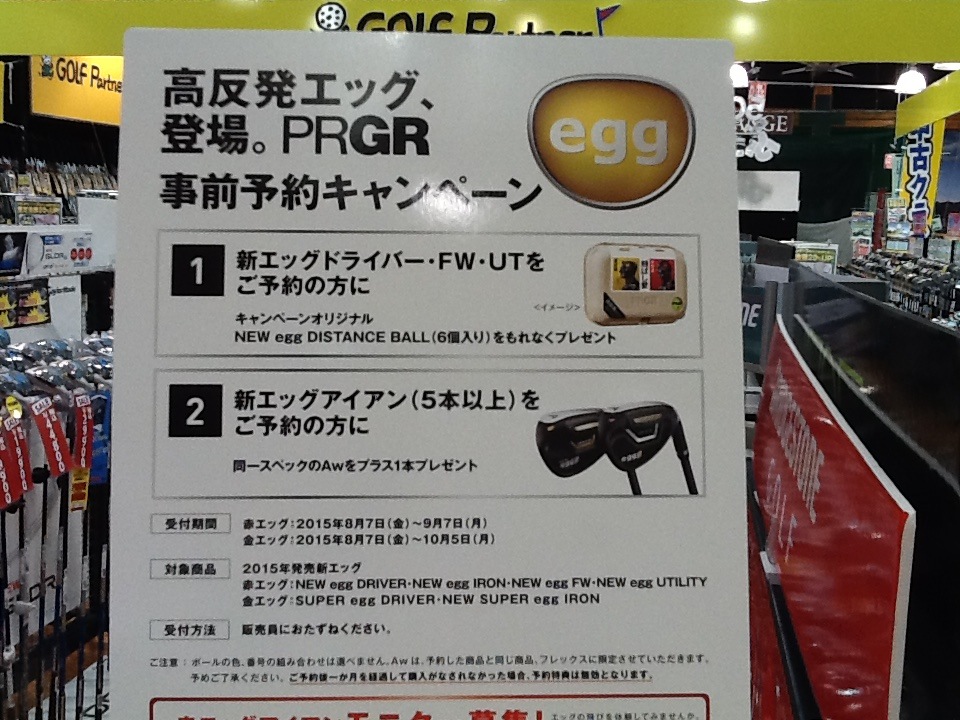 GOLF Partner
GOLF Partner
高反発エッグ、
登場。PRGR
egg
事前予約キャンペーン
1
新エッグドライバー・FW・UTを
ご予約の方に
<イメージ>
キャンペーンオリジナル
NEW egg DISTANCE BALL(6個入り)をもれなくプレゼント
2
新エッグアイアン(5本以上)を
ご予約の方に
同一スペックのAwをプラス1本プレゼント
受付期間
赤エッグ:2015年8月7日(金)~9月7日(月)
金エッグ:2015年8月7日(金)~10月5日(月)
対象商品
2015年発売新エッグ
赤エッグ:NEW egg DRIVER・NEW egg IRON・NEW egg FW・NEW egg UTILITY
金エッグ:SUPER egg DRIVER・NEW SUPER egg IRON
受付方法
販売員におたずねください。
ご注意:ボールの色、番号の組み合わせは選べません。Awは、予約した商品と同じ商品、フレックスに限定させていただきます。
予めご了承ください。ご予約後一か月を経過して購入がなされなかった場合、予約特典は無効となります。
エッグの飛びを体験してみませんか。